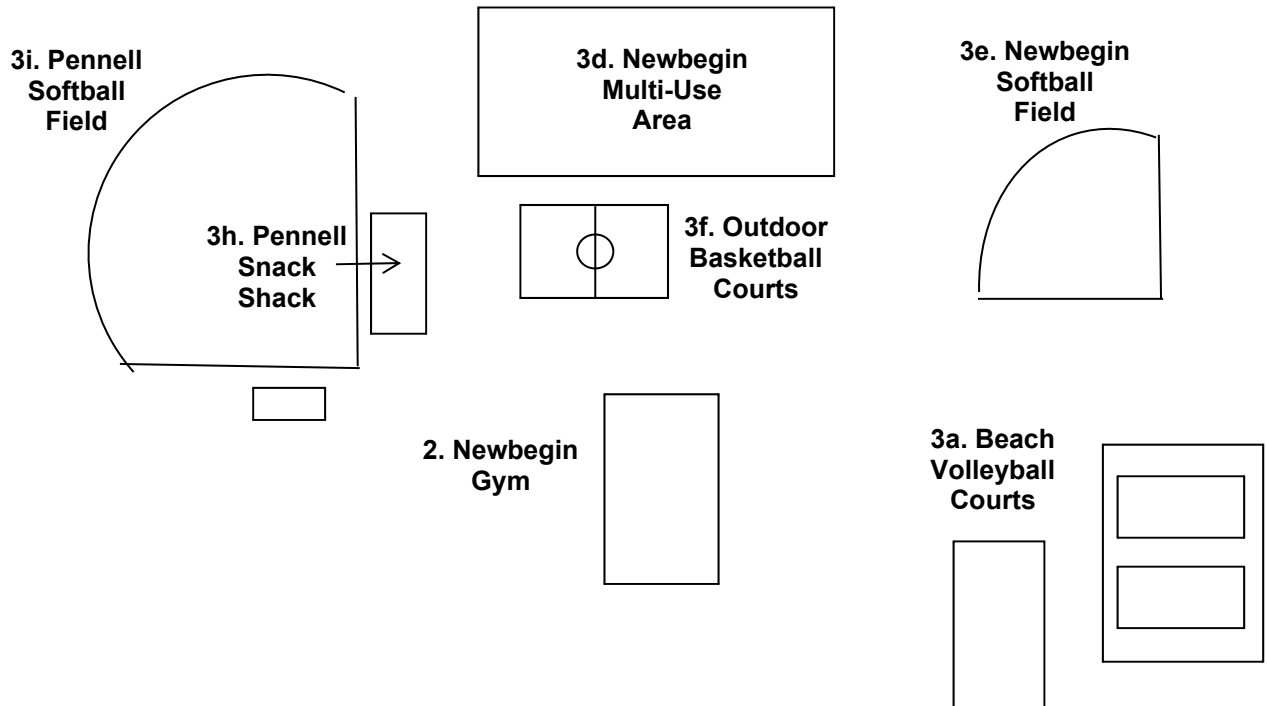 3i. Pennell
Softball
Field
3d. Newbegin
Multi-Use
Area
3e. Newbegin
Softball
Field
3h. Pennell
Snack
Shack
3f. Outdoor
Basketball
Courts
2. Newbegin
Gym
3a. Beach
Volleyball
Courts